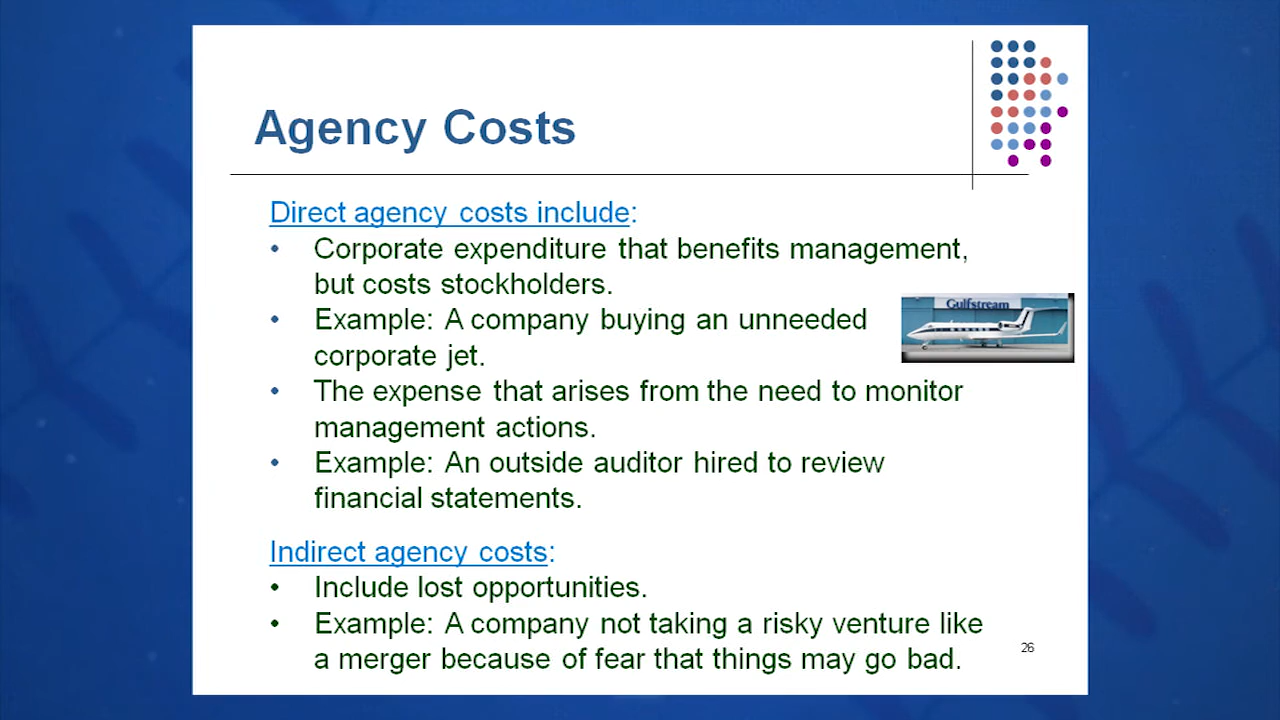 Agency Costs
Direct agency costs include:
• Corporate expenditure that benefits management,
but costs stockholders.
• Example: A company buying an unneeded
corporate jet.
Gulfstream
• The expense that arises from the need to monitor
management actions.
• Example: An outside auditor hired to review
financial statements.
Indirect agency costs:
• Include lost opportunities.
• Example: A company not taking a risky venture like
a merger because of fear that things may go bad.
26